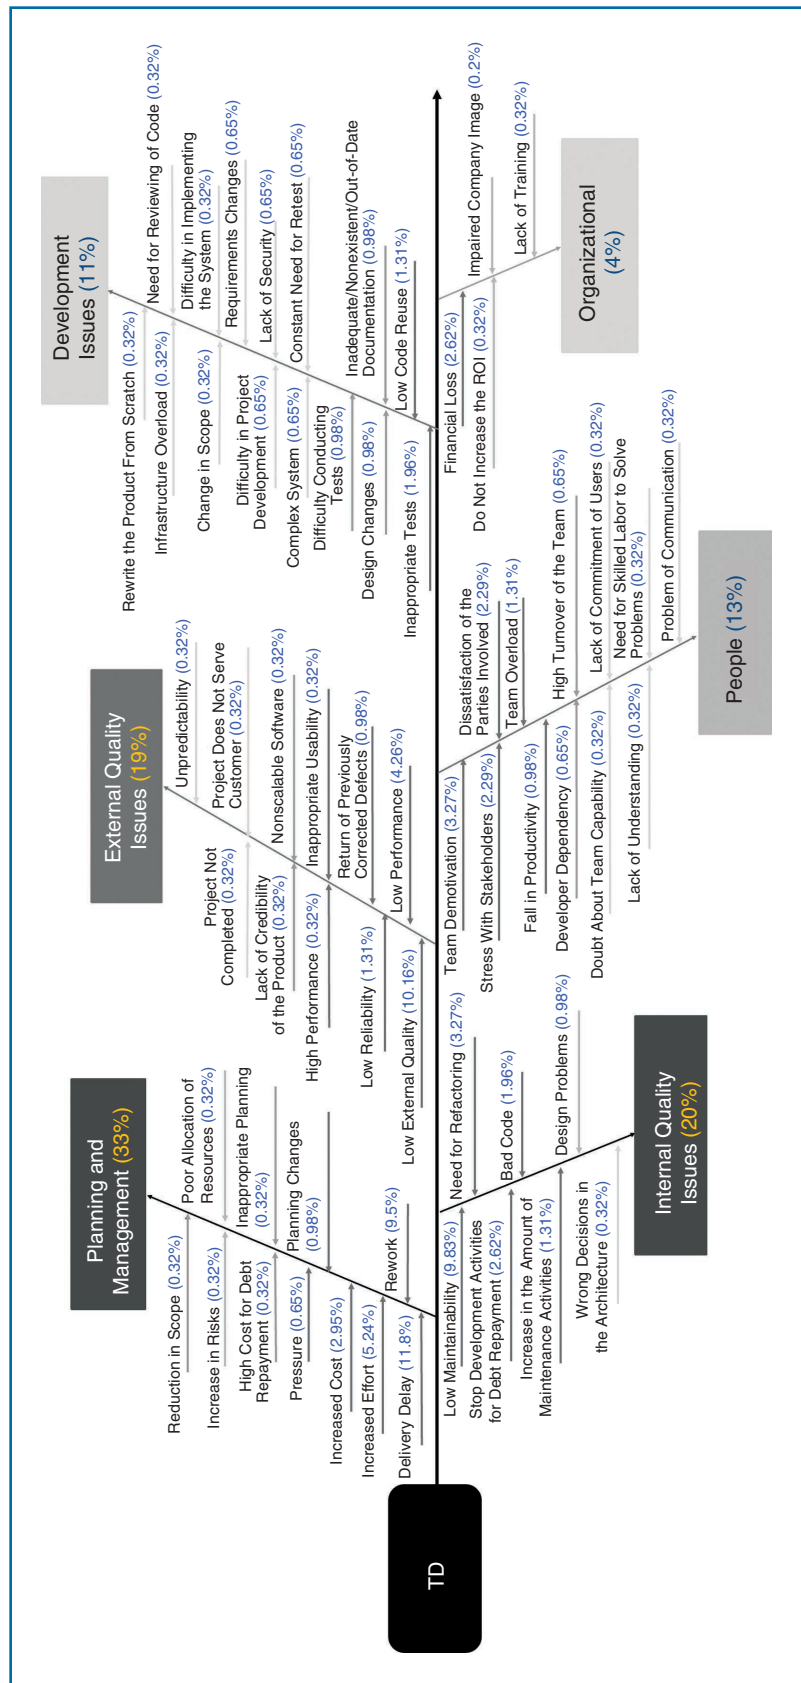 TD
Planning and
Management (33%)
Reduction in Scope (0.32%)
Poor Allocation of
Resources (0.32%)
Increase in Risks (0.32%)
Inappropriate Planning
(0.32%)
High Cost for Debt
Repayment (0.32%)
Planning Changes
(0.98%)
Pressure (0.65%)
Increased Cost (2.95%)
Rework (9.5%)
Increased Effort (5.24%)
Delivery Delay (11.8%)
External Quality
Issues (19%)
Unpredictability (0.32%)
Project Does Not Serve
Customer (0.32%)
Project Not
Completed (0.32%)
Nonscalable Software (0.32%)
Lack of Credibility
of the Product (0.32%)
Inappropriate Usability (0.32%)
High Performance (0.32%)
Return of Previously
Corrected Defects (0.98%)
Low Reliability (1.31%)
Low Performance (4.26%)
Low External Quality (10.16%)
Development
Issues (11%)
Rewrite the Product From Scratch (0.32%)
Need for Reviewing of Code (0.32%)
Infrastructure Overload (0.32%)
Difficulty in Implementing
the System (0.32%)
Change in Scope (0.32%)
Requirements Changes (0.65%)
Lack of Security (0.65%)
Difficulty in Project
Development (0.65%)
Constant Need for Retest (0.65%)
Complex System (0.65%)
Difficulty Conducting
Tests (0.98%)
Inadequate/Nonexistent/Out-of-Date
Documentation (0.98%)
Design Changes (0.98%)
Low Code Reuse (1.31%)
Inappropriate Tests (1.96%)
Low Maintainability (9.83%)
Need for Refactoring (3.27%)
Stop Development Activities
for Debt Repayment (2.62%)
Bad Code (1.96%)
Increase in the Amount of
Maintenance Activities (1.31%)
Design Problems (0.98%)
Wrong Decisions in
the Architecture (0.32%)
Internal Quality
Issues (20%)
Team Demotivation (3.27%)
Dissatisfaction of the
Parties Involved (2.29%)
Stress With Stakeholders (2.29%)
Team Overload (1.31%)
Fall in Productivity (0.98%)
High Turnover of the Team (0.65%)
Developer Dependency (0.65%)
Lack of Commitment of Users (0.32%)
Doubt About Team Capability (0.32%)
Need for Skilled Labor to Solve
Problems (0.32%)
Lack of Understanding (0.32%)
Problem of Communication (0.32%)
People (13%)
Financial Loss (2.62%)
Impaired Company Image (0.2%)
Do Not Increase the ROI (0.32%)
Lack of Training (0.32%)
Organizational
(4%)